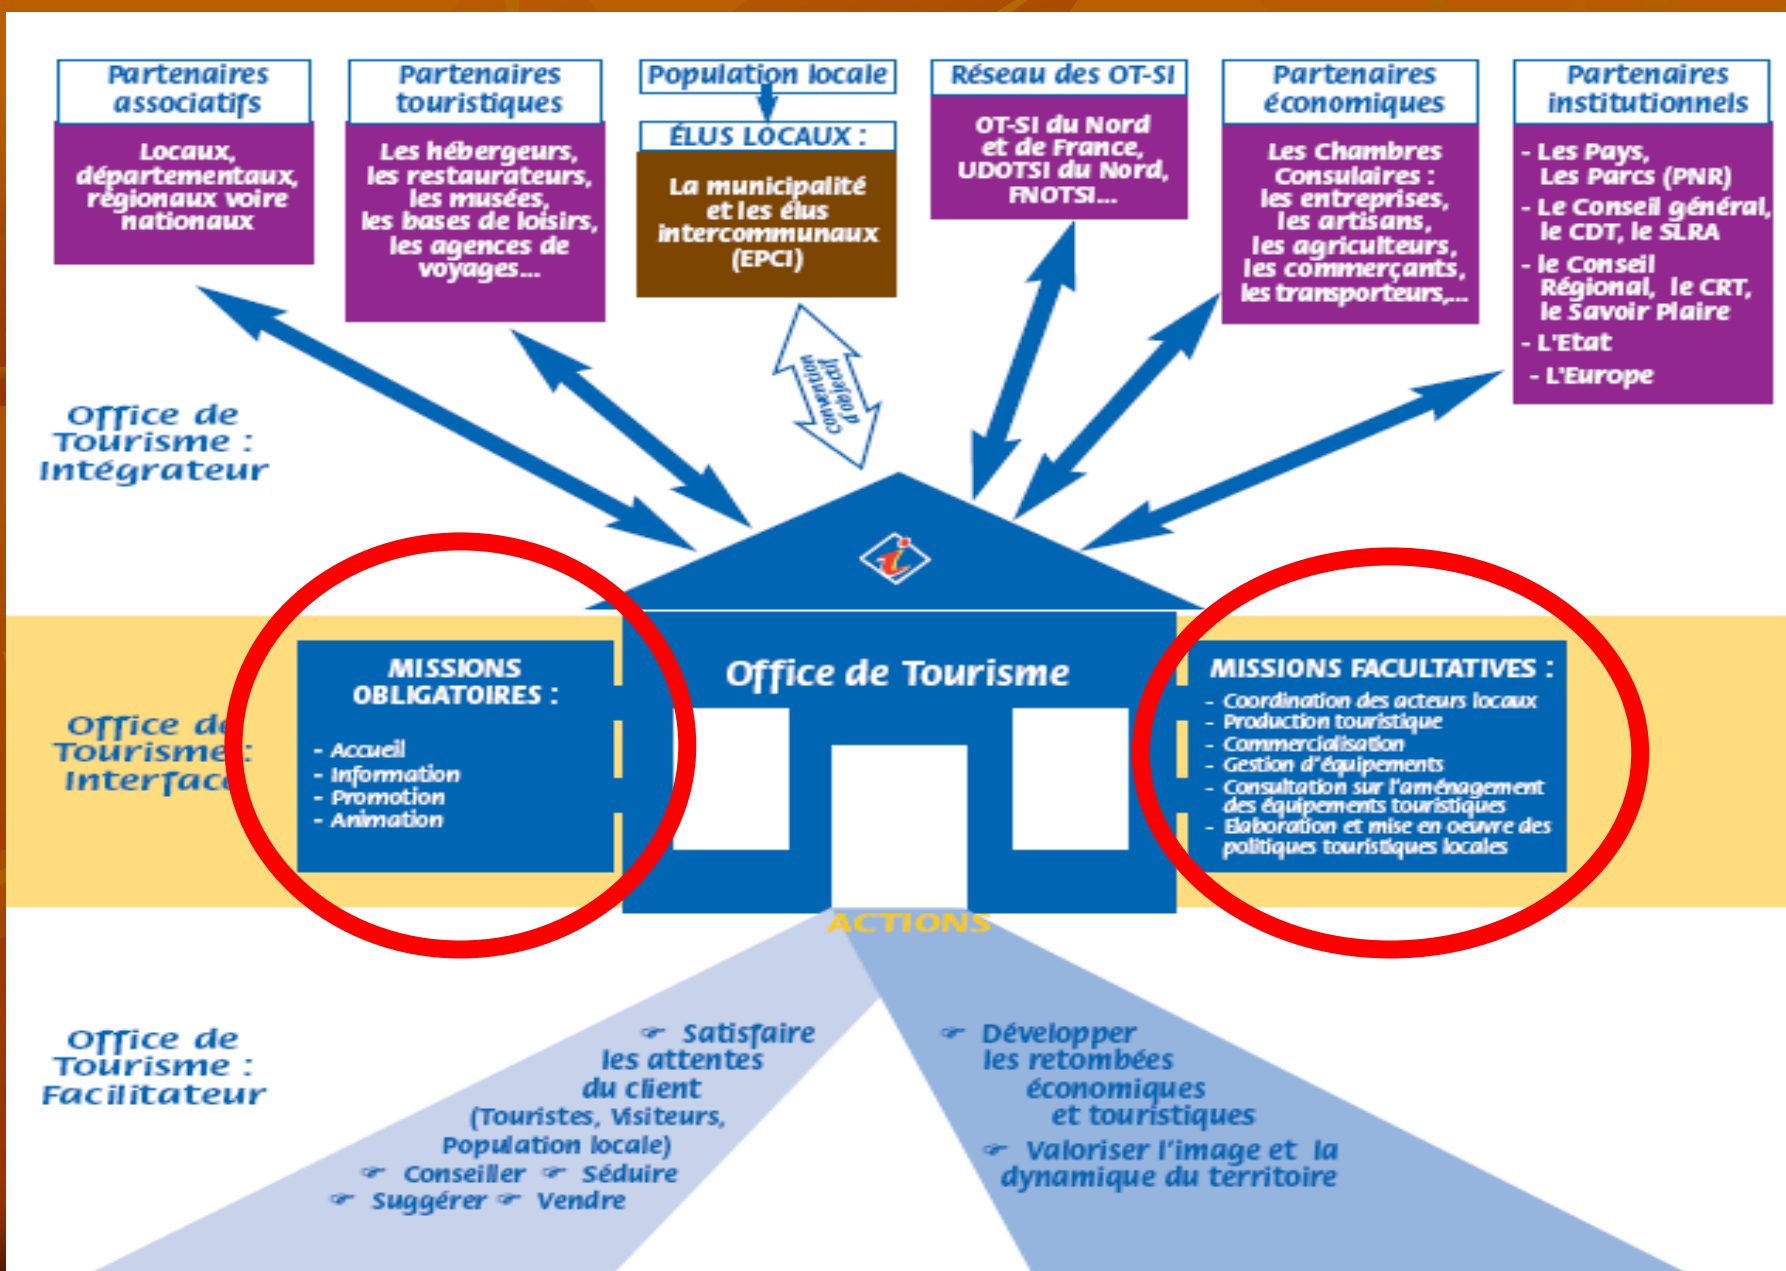 Partenaires
associatifs
Locaux,
départementaux,
régionaux voire
nationaux
Partenaires
touristiques
Les hébergeurs,
les restaurateurs,
les musées,
les bases de loisirs,
les agences de
voyages...
Population locale
ÉLUS LOCAUX :
La municipalité
et les élus
intercommunaux
(EPCI)
Réseau des OT-SI
OT-SI du Nord
et de France,
UDOTSI du Nord,
FNOTSI...
Partenaires
économiques
Les Chambres
Consulaires :
les entreprises,
les artisans,
les agriculteurs,
les commerçants,
les transporteurs,...
Partenaires
institutionnels
- Les Pays,
Les Parcs (PNR)
- Le Conseil général,
le CDT, le SLRA
- le Conseil
Régional, le CRT,
le Savoir Plaire
- L'Etat
- L'Europe
Convention
d'objectif
Office de
Tourisme :
Intégrateur
Office de
Tourisme :
Interface
MISSIONS
OBLIGATOIRES :
- Accueil
- Information
- Promotion
- Animation
i
Office de Tourisme
MISSIONS FACULTATIVES :
- Coordination des acteurs locaux
- Production touristique
- Commercialisation
- Gestion d'équipements
- Consultation sur l'aménagement
des équipements touristiques
- Elaboration et mise en oeuvre des
politiques touristiques locales
ACTIONS
Office de
Tourisme :
Facilitateur
☞ Satisfaire
les attentes
du client
(Touristes, Visiteurs,
Population locale)
☞ Conseiller ☞ Séduire
☞ Suggérer ☞ Vendre
☞ Développer
les retombées
économiques
et touristiques
☞ Valoriser l'image et la
dynamique du territoire